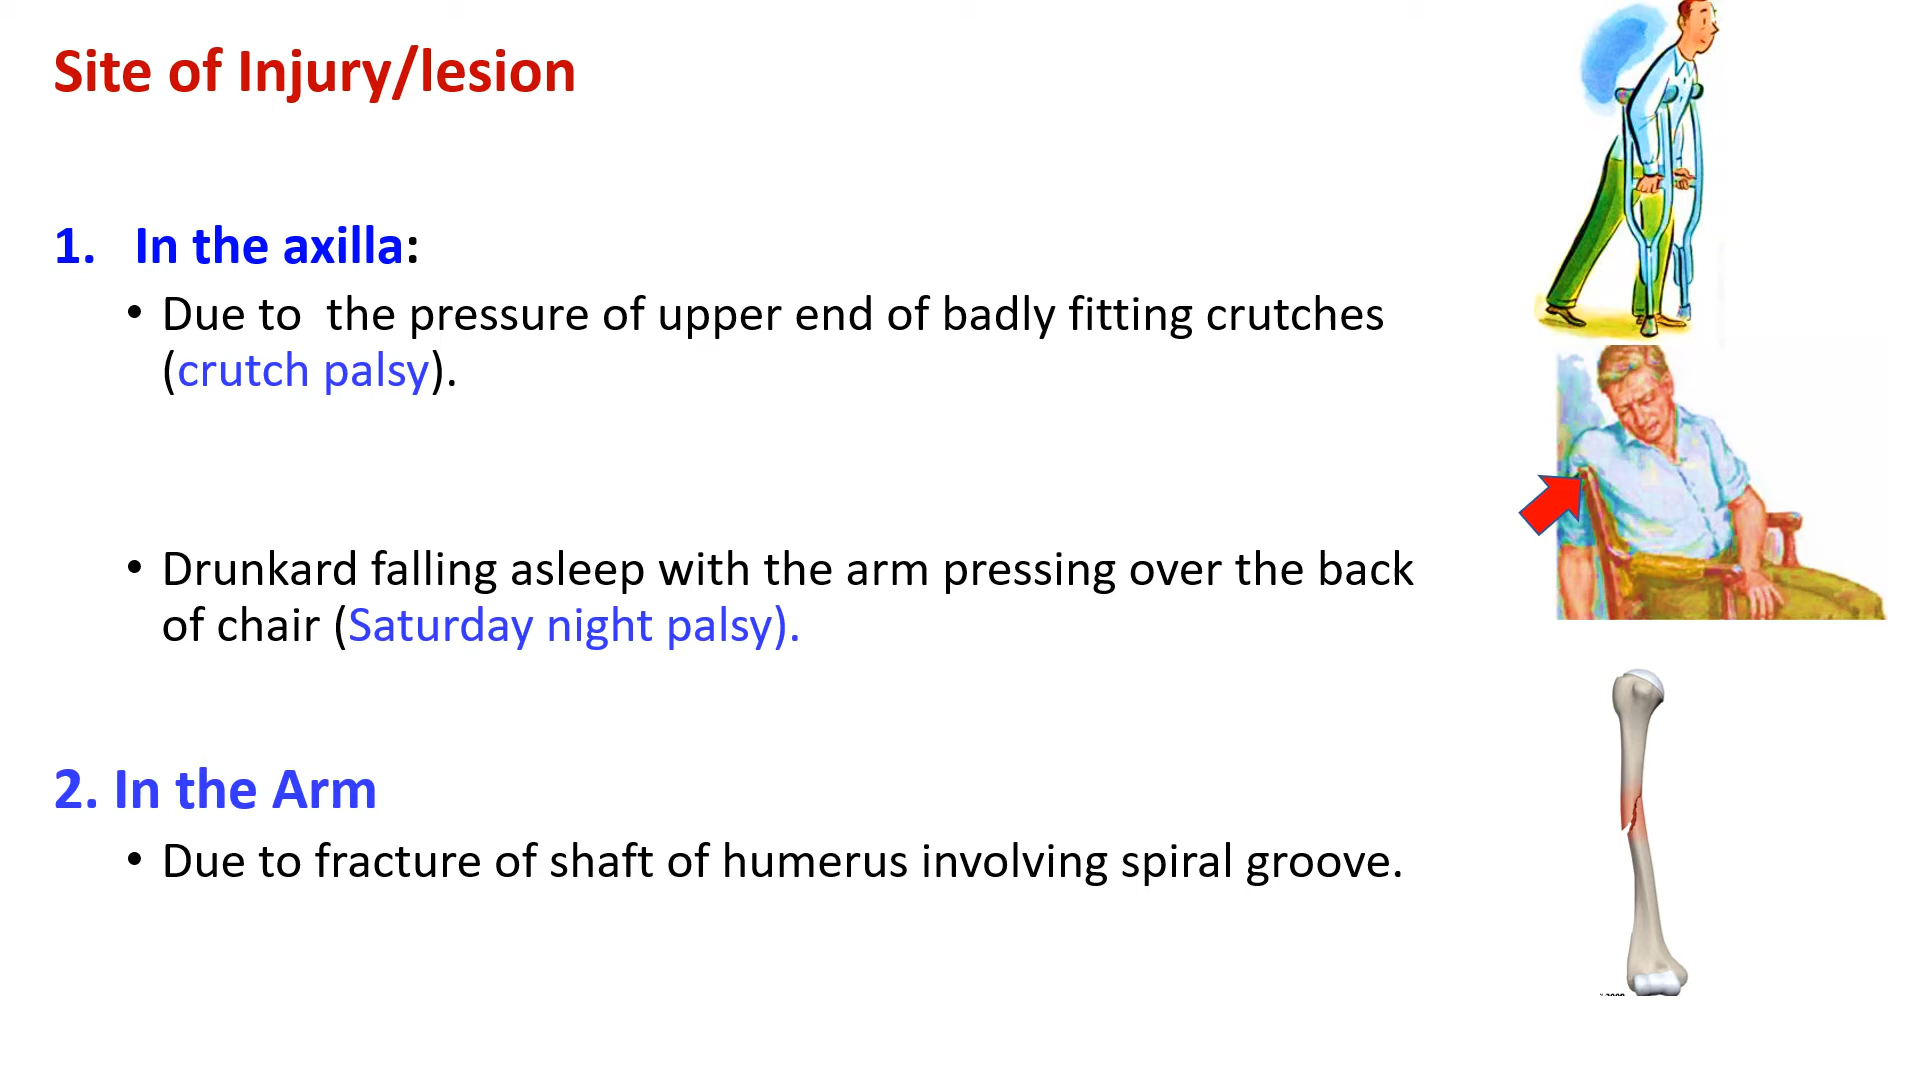 Site of Injury/lesion
1. In the axilla:
• Due to  the pressure of upper end of badly fitting crutches
(crutch palsy).
• Drunkard falling asleep with the arm pressing over the back
of chair (Saturday night palsy).
2. In the Arm
• Due to fracture of shaft of humerus involving spiral groove.